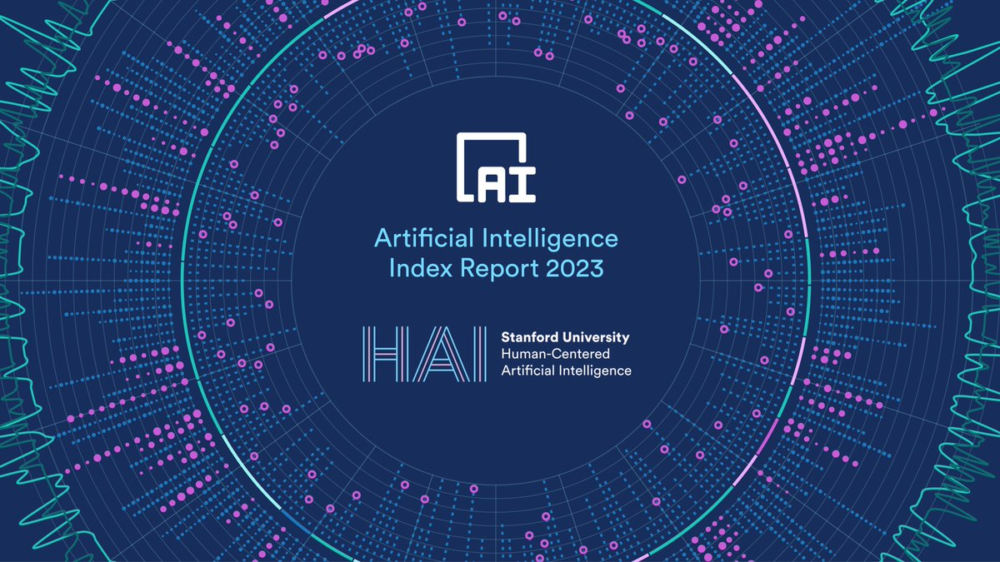 AI
Artificial Intelligence
Index Report 2023
HAI
Stanford University
Human-Centered
Artificial Intelligence